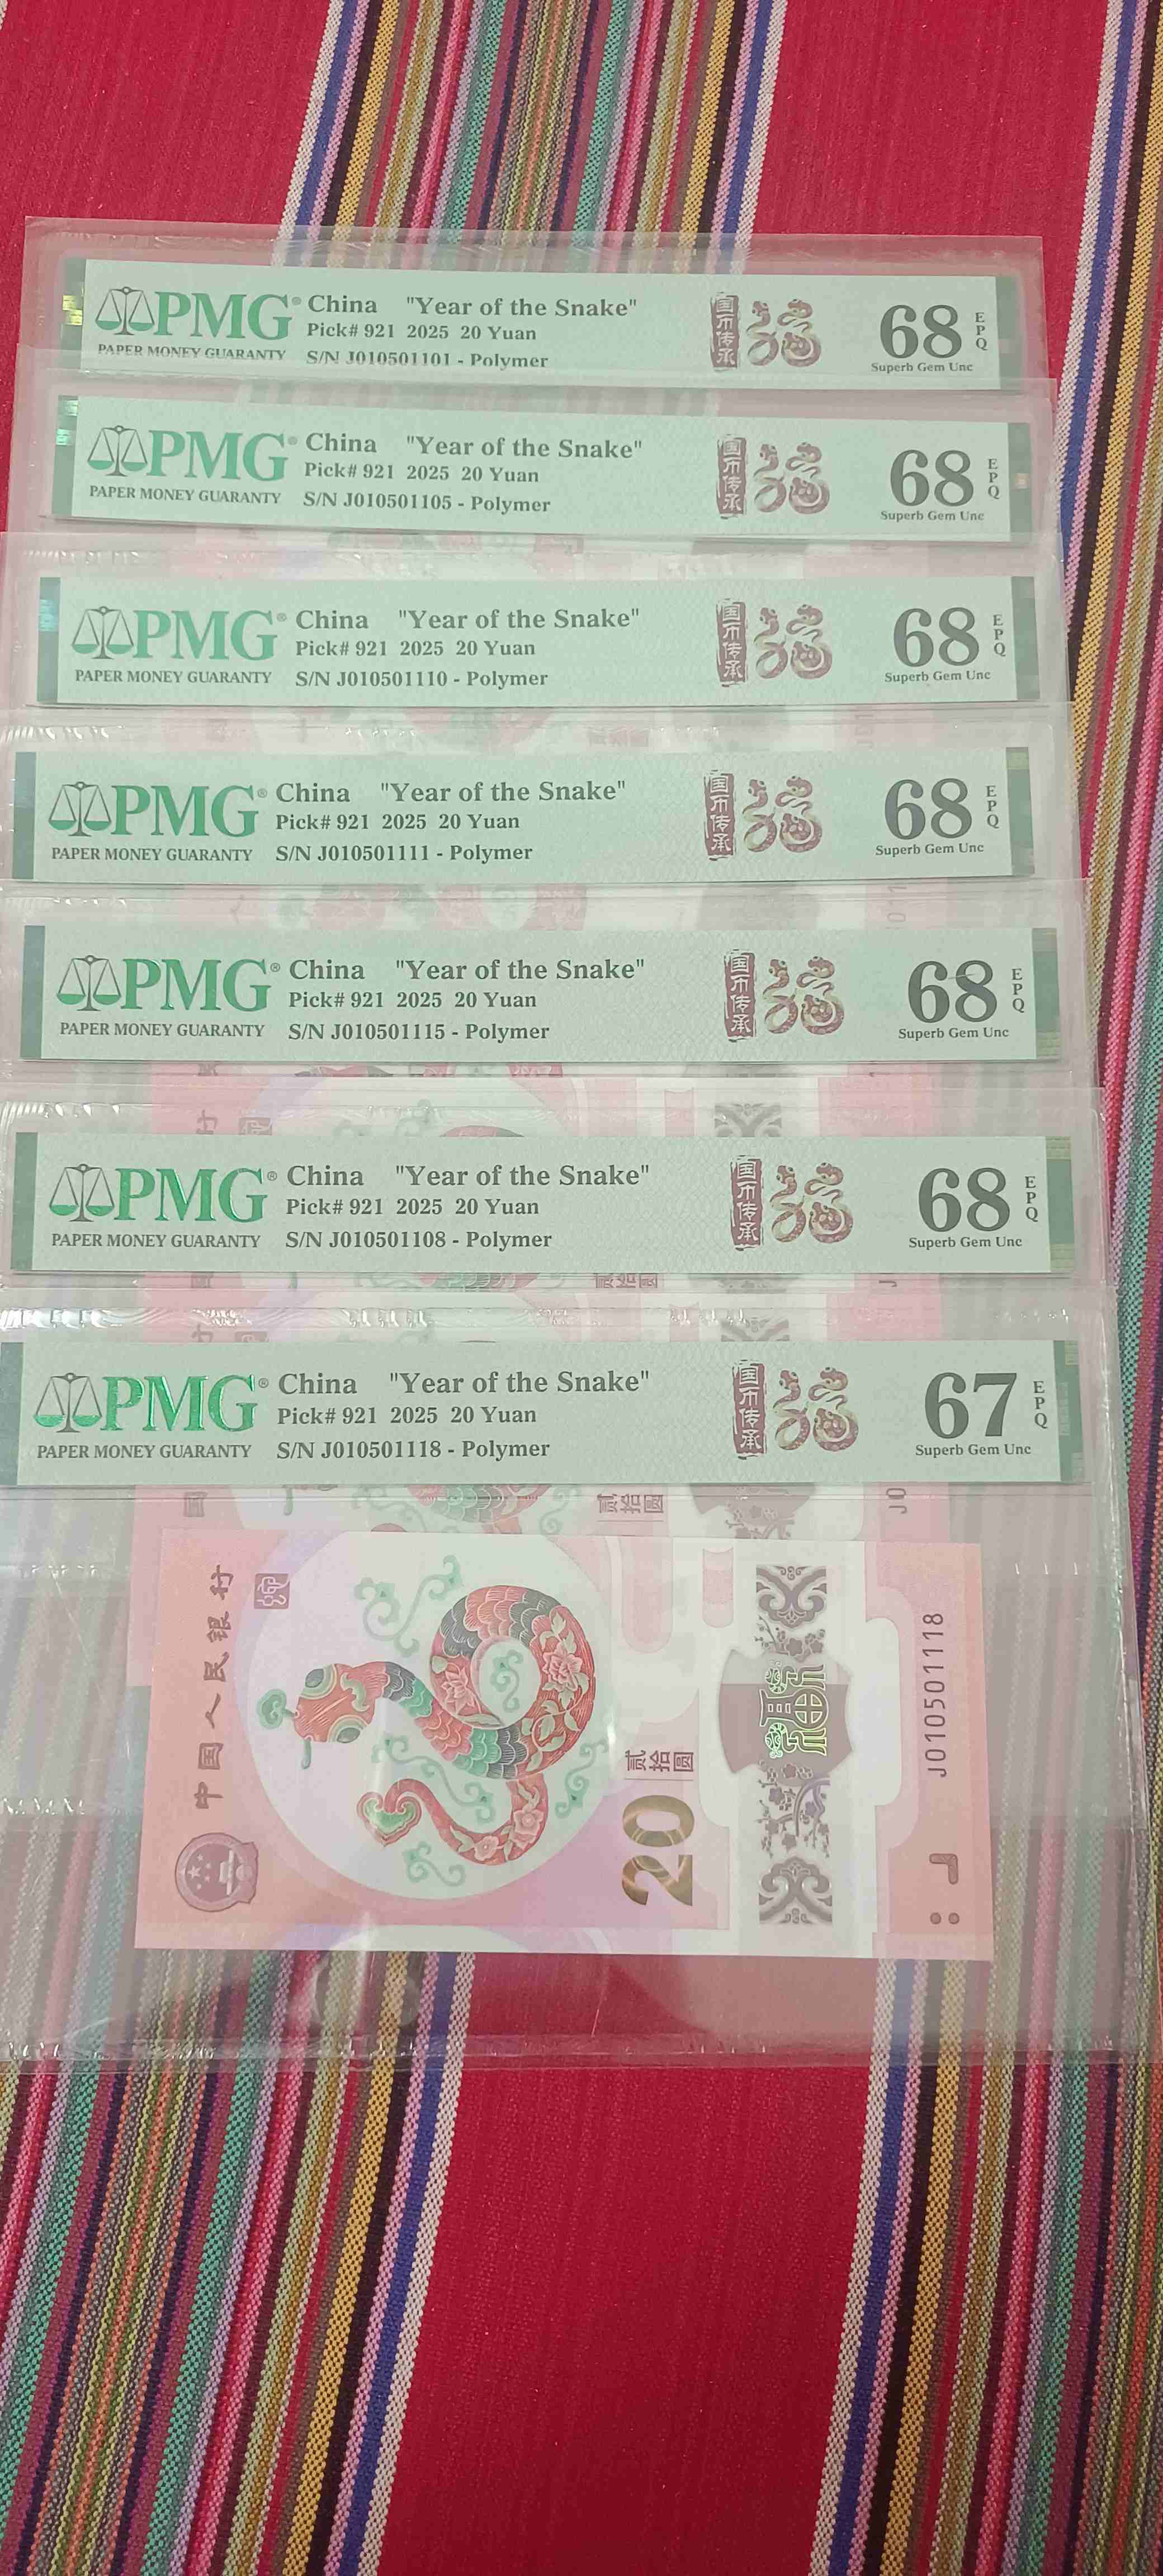 PMG® China "Year of the Snake" 国币传承 福 68 EPQ
Pick# 921 2025 20 Yuan
PAPER MONEY GUARANTY S/N J010501101 - Polymer Superb Gem Unc
PMG® China "Year of the Snake" 国币传承 福 68 EPQ
Pick# 921 2025 20 Yuan
PAPER MONEY GUARANTY S/N J010501105 - Polymer Superb Gem Unc
PMG® China "Year of the Snake" 国币传承 福 68 EPQ
Pick# 921 2025 20 Yuan
PAPER MONEY GUARANTY S/N J010501110 - Polymer Superb Gem Unc
PMG® China "Year of the Snake" 国币传承 福 68 EPQ
Pick# 921 2025 20 Yuan
PAPER MONEY GUARANTY S/N J010501111 - Polymer Superb Gem Unc
PMG® China "Year of the Snake" 国币传承 福 68 EPQ
Pick# 921 2025 20 Yuan
PAPER MONEY GUARANTY S/N J010501115 - Polymer Superb Gem Unc
PMG® China "Year of the Snake" 国币传承 福 68 EPQ
Pick# 921 2025 20 Yuan
PAPER MONEY GUARANTY S/N J010501108 - Polymer Superb Gem Unc
PMG® China "Year of the Snake" 国币传承 福 67 EPQ
Pick# 921 2025 20 Yuan
PAPER MONEY GUARANTY S/N J010501118 - Polymer Superb Gem Unc
中国人民银行
20 贰拾圆
福
J010501118